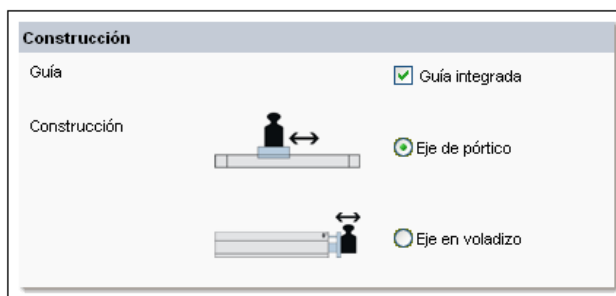 Construcción
Guía
Guía integrada
Construcción
Eje de pórtico
Eje en voladizo